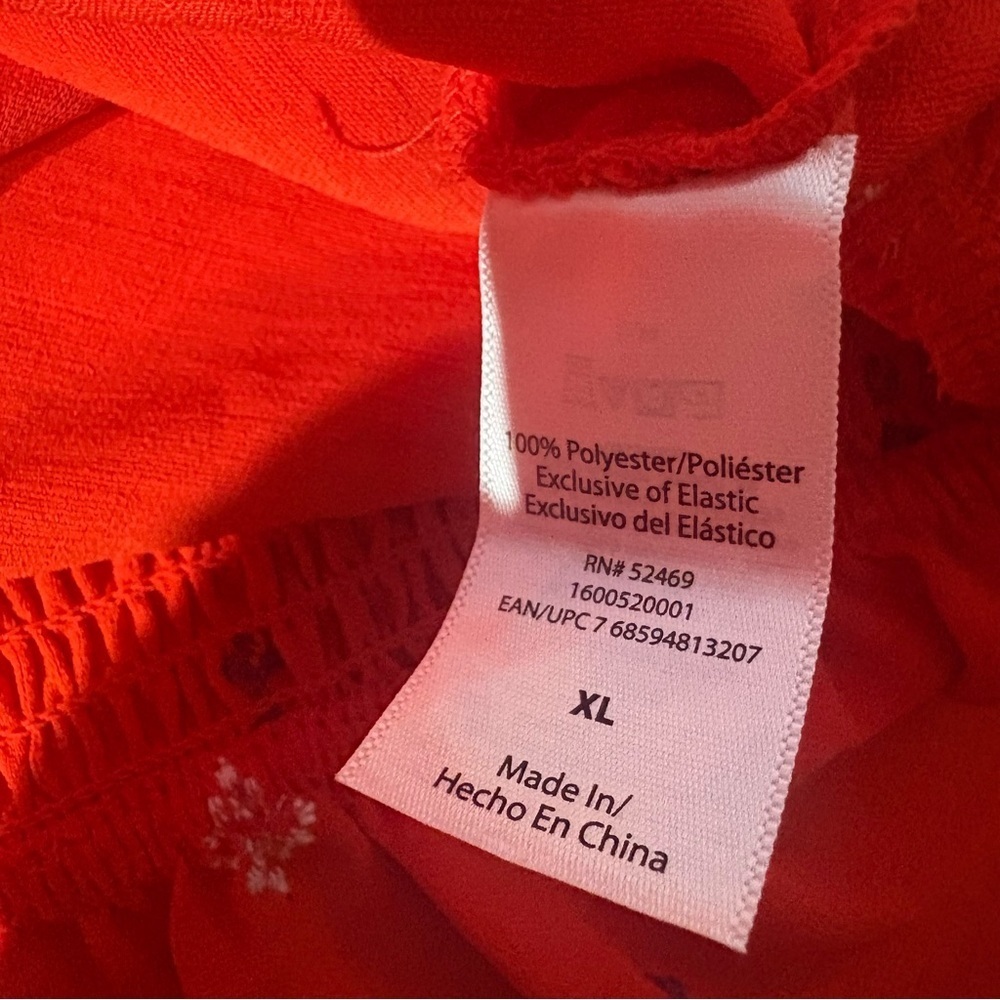 100% Polyester/Poliéster
Exclusive of Elastic
Exclusivo del Elástico
RN# 52469
1600520001
EAN/UPC 7 68594813207
XL
Made In/
Hecho En China